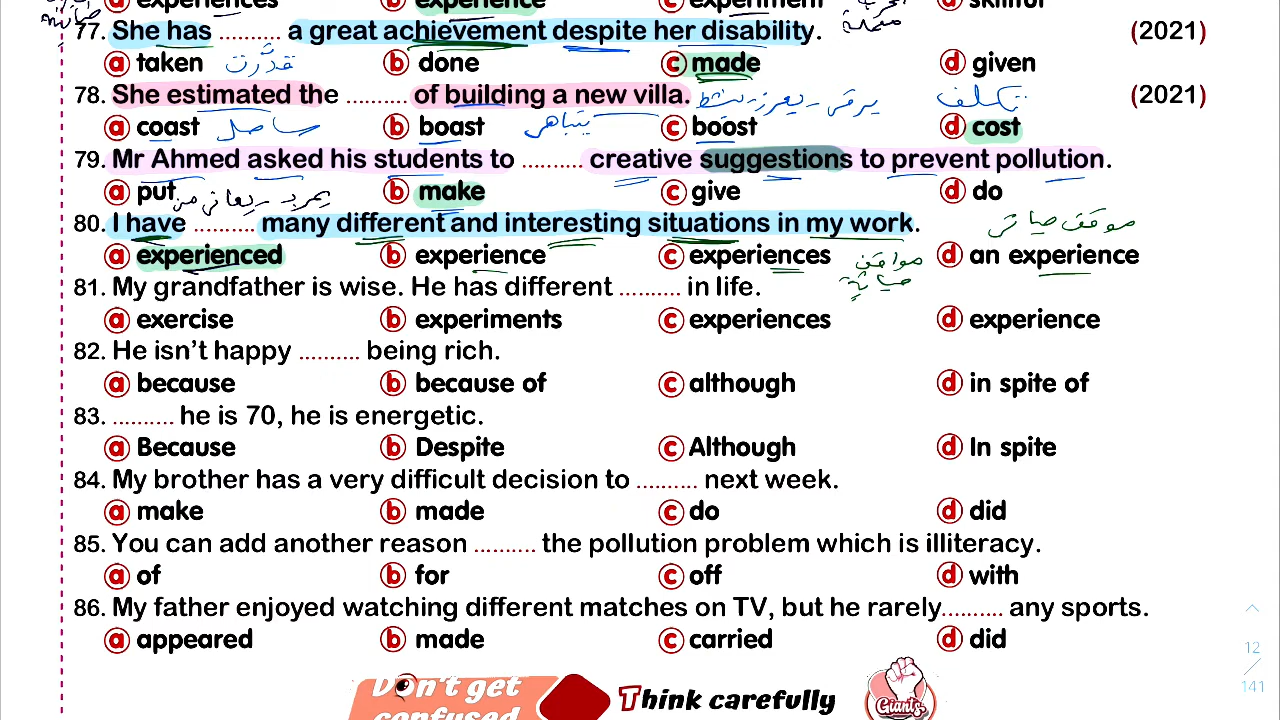 a experiences b experience c experiment d skillful
77. She has .......... a great achievement despite her disability. (2021)
a taken b done c made d given
78. She estimated the .......... of building a new villa. تكلف (2021)
a coast ساحل b boast يتباهى c boost d cost
79. Mr Ahmed asked his students to .......... creative suggestions to prevent pollution.
a put b make c give d do
80. I have .......... many different and interesting situations in my work.
a experienced b experience c experiences d an experience
81. My grandfather is wise. He has different .......... in life.
a exercise b experiments c experiences d experience
82. He isn't happy .......... being rich.
a because b because of c although d in spite of
83. .......... he is 70, he is energetic.
a Because b Despite c Although d In spite
84. My brother has a very difficult decision to .......... next week.
a make b made c do d did
85. You can add another reason .......... the pollution problem which is illiteracy.
a of b for c off d with
86. My father enjoyed watching different matches on TV, but he rarely.......... any sports.
a appeared b made c carried d did
Don't get confused
Think carefully
Giants
12
141